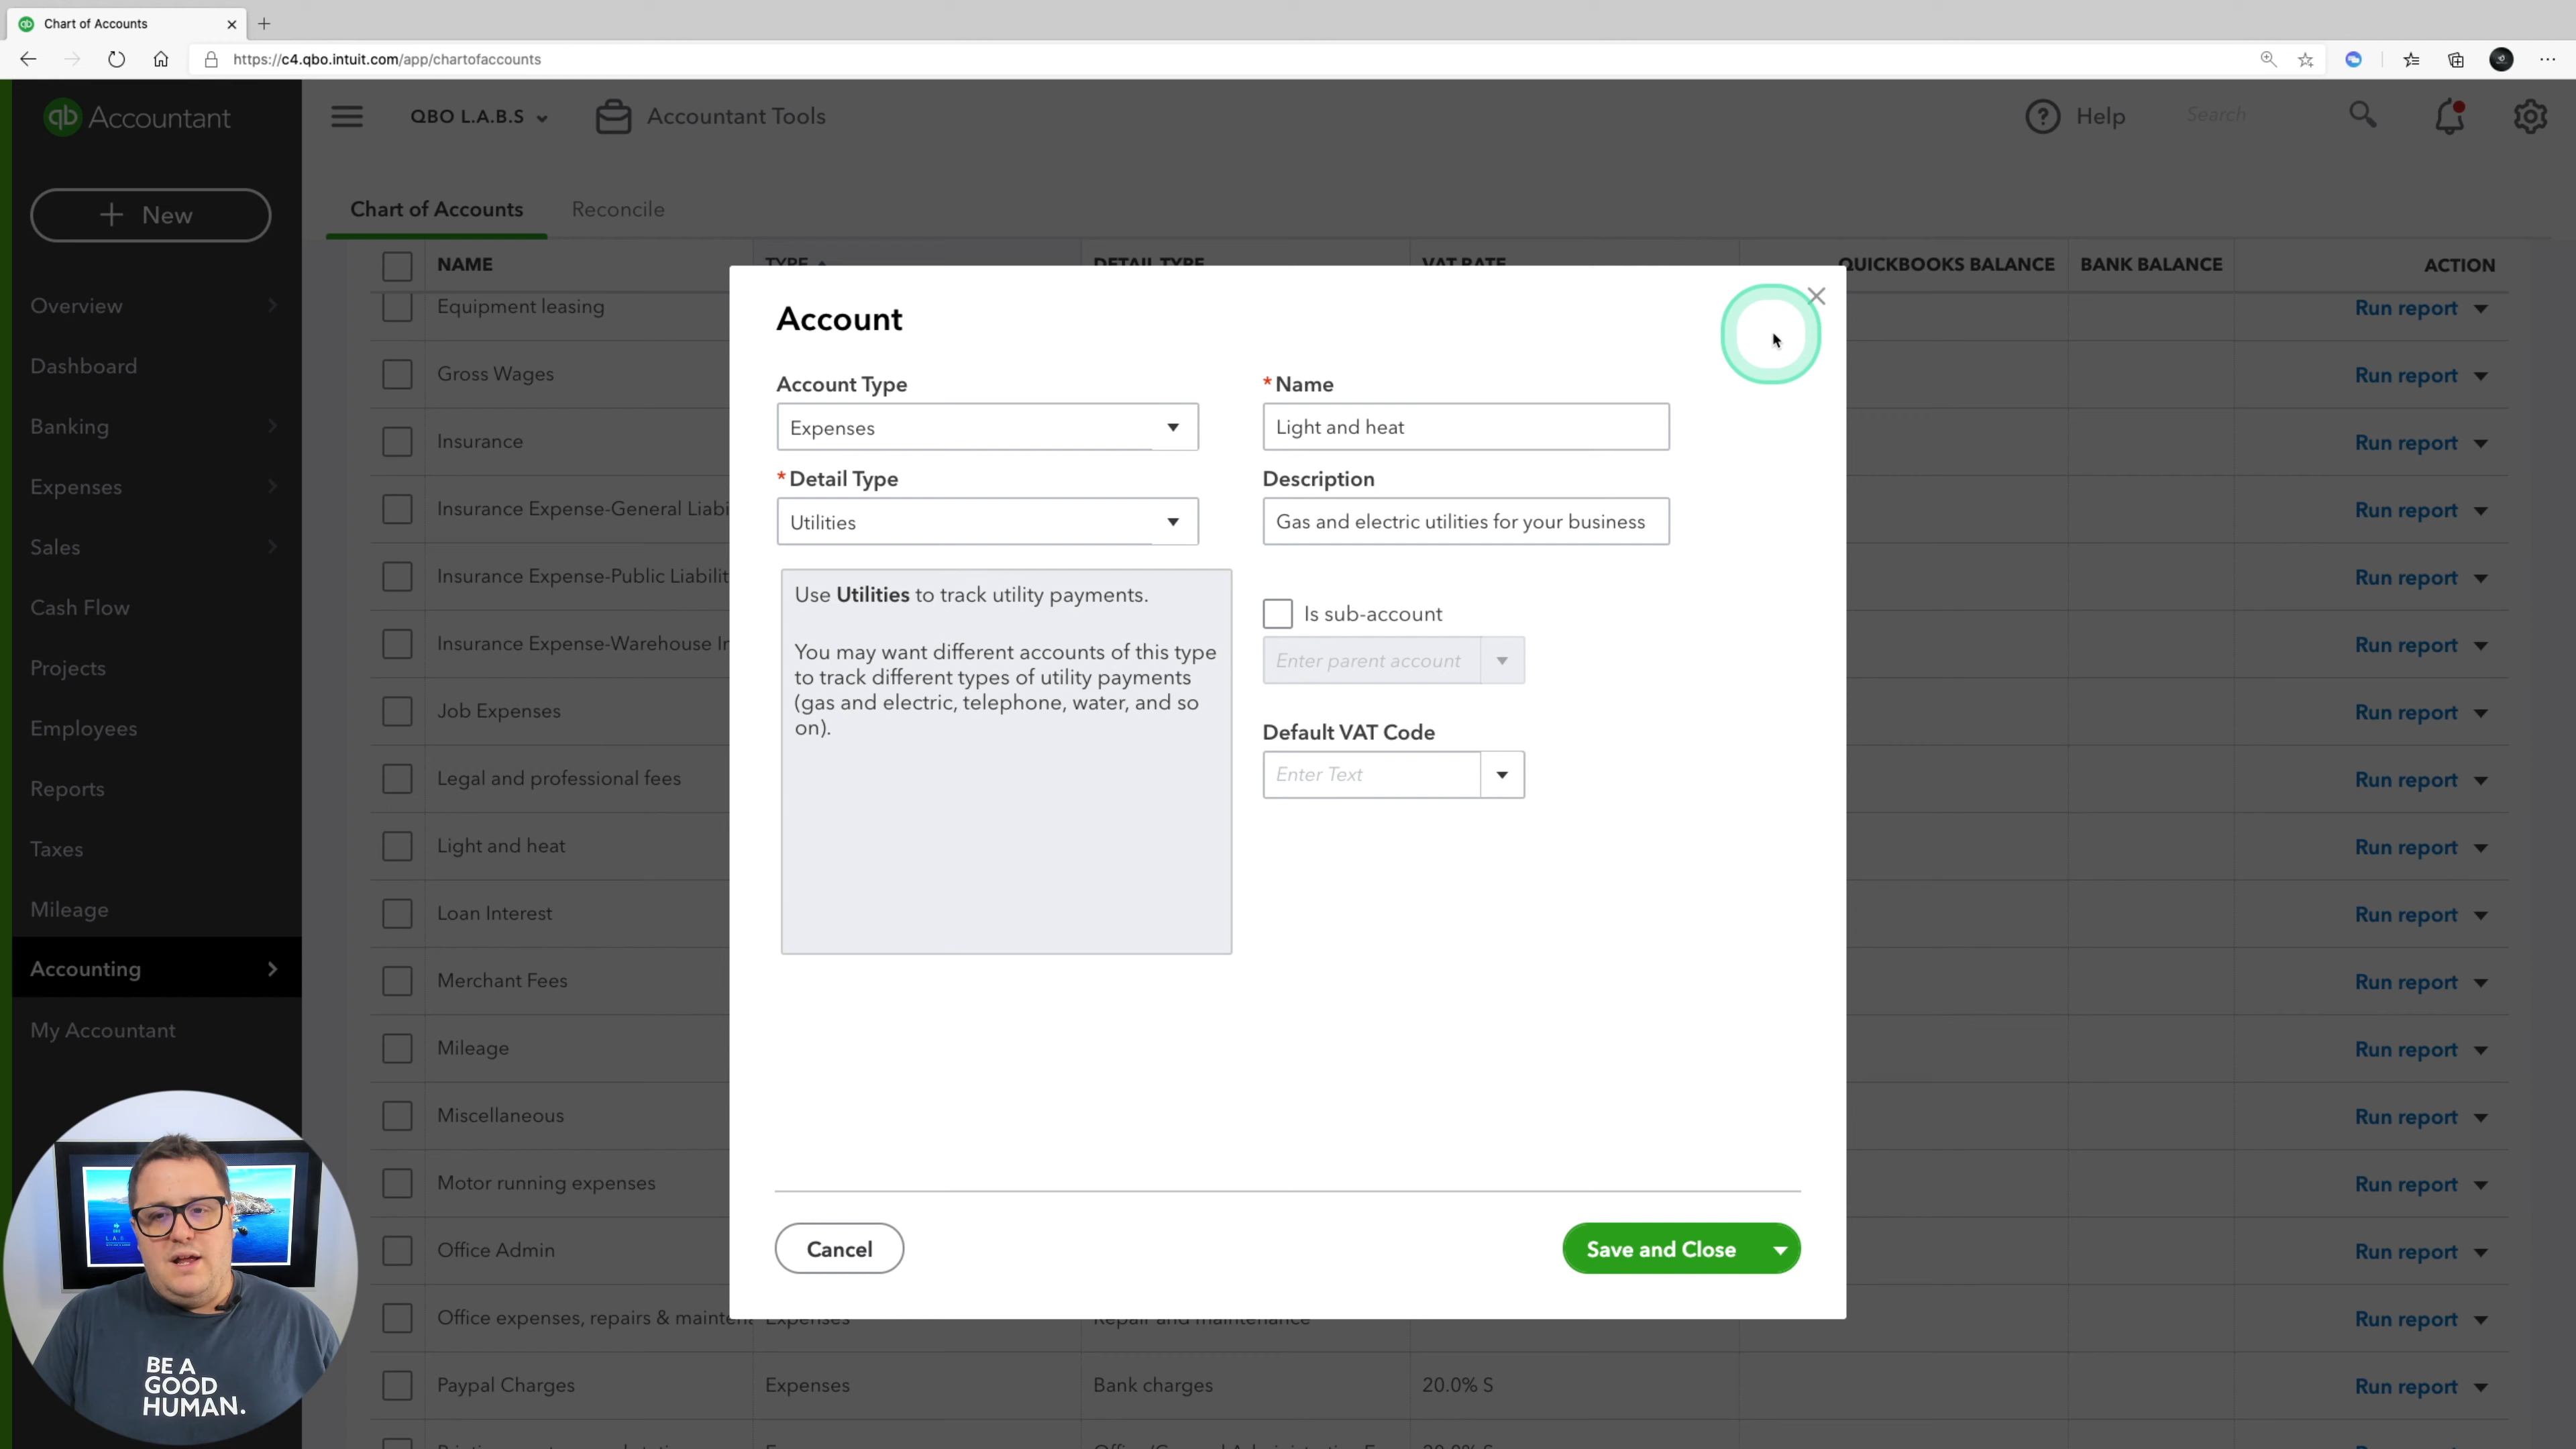 Chart of Accounts
https://c4.qbo.intuit.com/app/chartofaccounts
qb Accountant
QBO L.A.B.S
Accountant Tools
Help
Search
New
Chart of Accounts
Reconcile
NAME
TYPE
DETAIL TYPE
VAT RATE
QUICKBOOKS BALANCE
BANK BALANCE
ACTION
Overview
Dashboard
Banking
Expenses
Sales
Cash Flow
Projects
Employees
Reports
Taxes
Mileage
Accounting
My Accountant
Equipment leasing
Run report
Gross Wages
Run report
Insurance
Run report
Insurance Expense-General Liabi
Run report
Insurance Expense-Public Liabilit
Run report
Insurance Expense-Warehouse Ir
Run report
Job Expenses
Run report
Legal and professional fees
Run report
Light and heat
Run report
Loan Interest
Run report
Merchant Fees
Run report
Mileage
Run report
Miscellaneous
Run report
Motor running expenses
Run report
Office Admin
Run report
Office expenses, repairs & mainten
Expenses
Repair and maintenance
Run report
Paypal Charges
Expenses
Bank charges
20.0% S
Run report
Account
Account Type
Expenses
* Name
Light and heat
* Detail Type
Utilities
Description
Gas and electric utilities for your business
Use Utilities to track utility payments.
You may want different accounts of this type
to track different types of utility payments
(gas and electric, telephone, water, and so
on).
Is sub-account
Enter parent account
Default VAT Code
Enter Text
Cancel
Save and Close
BE A
GOOD
HUMAN.